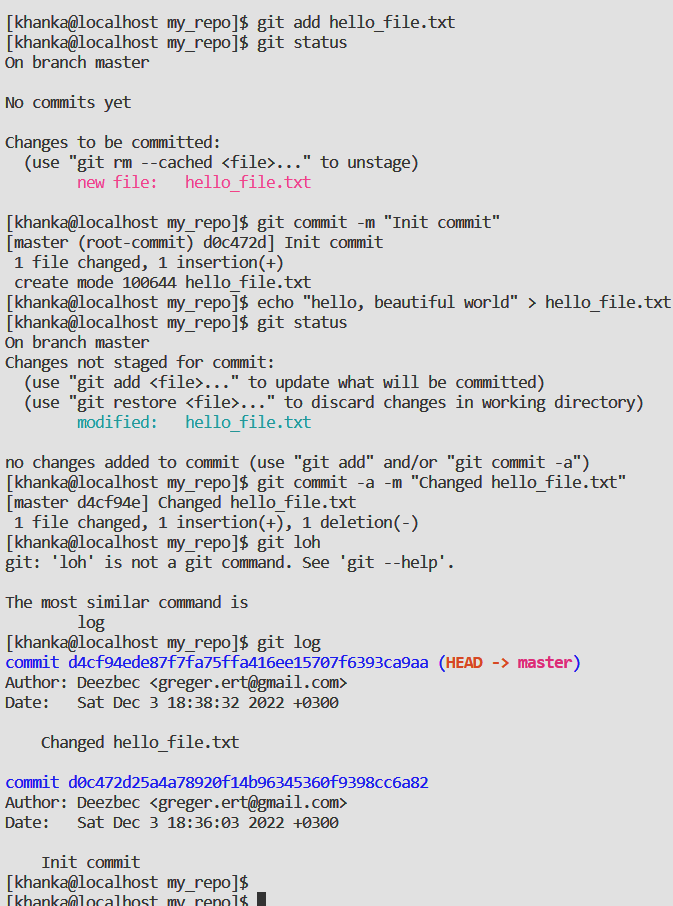 [khanka@localhost my_repo]$ git add hello_file.txt
[khanka@localhost my_repo]$ git status
On branch master
No commits yet
Changes to be committed:
  (use "git rm --cached <file>..." to unstage)
        new file:   hello_file.txt
[khanka@localhost my_repo]$ git commit -m "Init commit"
[master (root-commit) d0c472d] Init commit
 1 file changed, 1 insertion(+)
 create mode 100644 hello_file.txt
[khanka@localhost my_repo]$ echo "hello, beautiful world" > hello_file.txt
[khanka@localhost my_repo]$ git status
On branch master
Changes not staged for commit:
  (use "git add <file>..." to update what will be committed)
  (use "git restore <file>..." to discard changes in working directory)
        modified:   hello_file.txt
no changes added to commit (use "git add" and/or "git commit -a")
[khanka@localhost my_repo]$ git commit -a -m "Changed hello_file.txt"
[master d4cf94e] Changed hello_file.txt
 1 file changed, 1 insertion(+), 1 deletion(-)
[khanka@localhost my_repo]$ git loh
git: 'loh' is not a git command. See 'git --help'.
The most similar command is
        log
[khanka@localhost my_repo]$ git log
commit d4cf94ede87f7fa75ffa416ee15707f6393ca9aa (HEAD -> master)
Author: Deezbec <greger.ert@gmail.com>
Date:   Sat Dec 3 18:38:32 2022 +0300
    Changed hello_file.txt
commit d0c472d25a4a78920f14b96345360f9398cc6a82
Author: Deezbec <greger.ert@gmail.com>
Date:   Sat Dec 3 18:36:03 2022 +0300
    Init commit
[khanka@localhost my_repo]$
[khanka@localhost my_repo]$